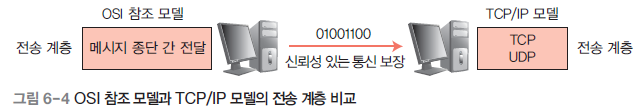 OSI 참조 모델
TCP/IP 모델
전송 계층
메시지 종단 간 전달
01001100
신뢰성 있는 통신 보장
TCP
UDP
전송 계층
그림 6-4 OSI 참조 모델과 TCP/IP 모델의 전송 계층 비교